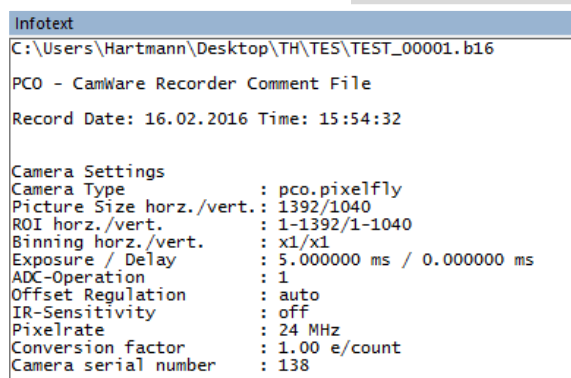 Infotext
C:\Users\Hartmann\Desktop\TH\TES\TEST_00001.b16
PCO - CamWare Recorder Comment File
Record Date: 16.02.2016 Time: 15:54:32
Camera Settings
Camera Type : pco.pixelfly
Picture Size horz./vert.: 1392/1040
ROI horz./vert. : 1-1392/1-1040
Binning horz./vert. : x1/x1
Exposure / Delay : 5.000000 ms / 0.000000 ms
ADC-Operation : 1
Offset Regulation : auto
IR-Sensitivity : off
Pixelrate : 24 MHz
Conversion factor : 1.00 e/count
Camera serial number : 138